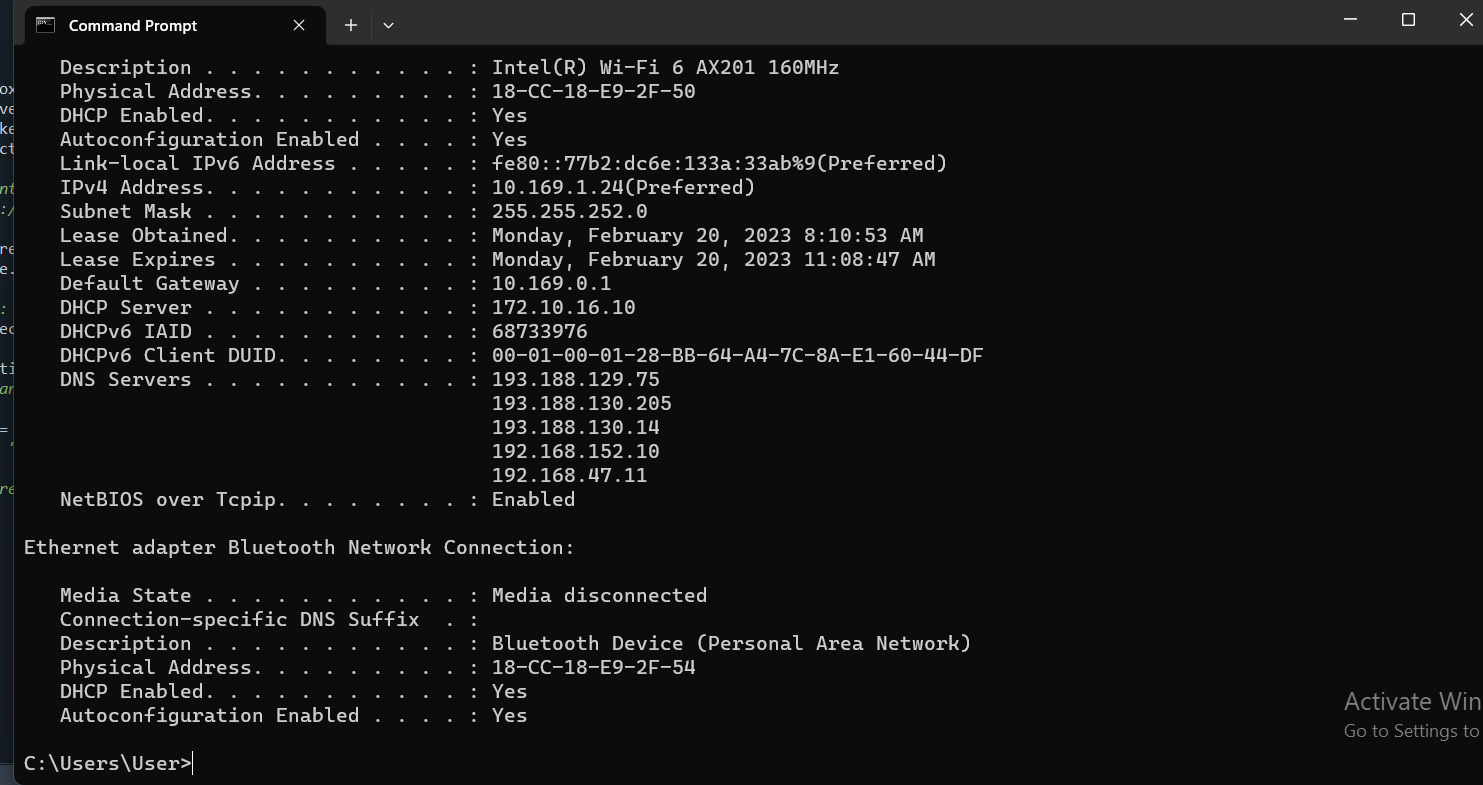 Command Prompt
Description . . . . . . . . . . . : Intel(R) Wi-Fi 6 AX201 160MHz
Physical Address. . . . . . . . . : 18-CC-18-E9-2F-50
DHCP Enabled. . . . . . . . . . . : Yes
Autoconfiguration Enabled . . . . : Yes
Link-local IPv6 Address . . . . . : fe80::77b2:dc6e:133a:33ab%9(Preferred)
IPv4 Address. . . . . . . . . . . : 10.169.1.24(Preferred)
Subnet Mask . . . . . . . . . . . : 255.255.252.0
Lease Obtained. . . . . . . . . . : Monday, February 20, 2023 8:10:53 AM
Lease Expires . . . . . . . . . . : Monday, February 20, 2023 11:08:47 AM
Default Gateway . . . . . . . . . : 10.169.0.1
DHCP Server . . . . . . . . . . . : 172.10.16.10
DHCPv6 IAID . . . . . . . . . . . : 68733976
DHCPv6 Client DUID. . . . . . . . : 00-01-00-01-28-BB-64-A4-7C-8A-E1-60-44-DF
DNS Servers . . . . . . . . . . . : 193.188.129.75
193.188.130.205
193.188.130.14
192.168.152.10
192.168.47.11
NetBIOS over Tcpip. . . . . . . . : Enabled
Ethernet adapter Bluetooth Network Connection:
Media State . . . . . . . . . . . : Media disconnected
Connection-specific DNS Suffix  . :
Description . . . . . . . . . . . : Bluetooth Device (Personal Area Network)
Physical Address. . . . . . . . . : 18-CC-18-E9-2F-54
DHCP Enabled. . . . . . . . . . . : Yes
Autoconfiguration Enabled . . . . : Yes
C:\Users\User>
Activate Win
Go to Settings to